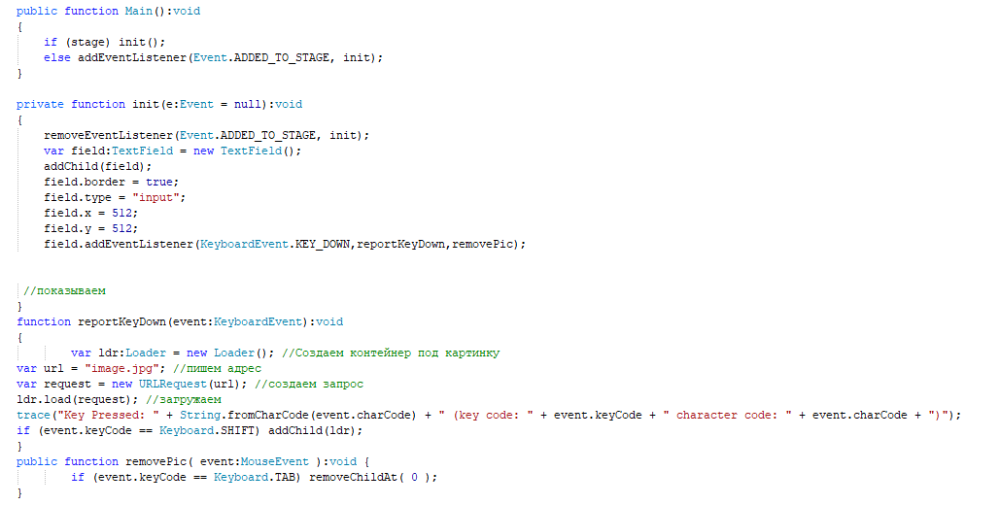 public function Main():void
{
if (stage) init();
else addEventListener(Event.ADDED_TO_STAGE, init);
}
private function init(e:Event = null):void
{
removeEventListener(Event.ADDED_TO_STAGE, init);
var field:TextField = new TextField();
addChild(field);
field.border = true;
field.type = "input";
field.x = 512;
field.y = 512;
field.addEventListener(KeyboardEvent.KEY_DOWN,reportKeyDown,removePic);
//показываем
}
function reportKeyDown(event:KeyboardEvent):void
{
var ldr:Loader = new Loader(); //Создаем контейнер под картинку
var url = "image.jpg"; //пишем адрес
var request = new URLRequest(url); //создаем запрос
ldr.load(request); //загружаем
trace("Key Pressed: " + String.fromCharCode(event.charCode) + " (key code: " + event.keyCode + " character code: " + event.charCode + ")");
if (event.keyCode == Keyboard.SHIFT) addChild(ldr);
}
public function removePic( event:MouseEvent ):void {
if (event.keyCode == Keyboard.TAB) removeChildAt( 0 );
}